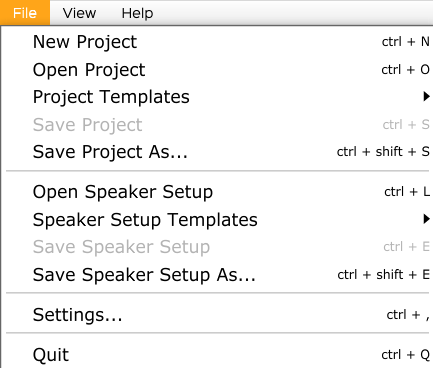 File View Help
New Project ctrl + N
Open Project ctrl + O
Project Templates
Save Project ctrl + S
Save Project As... ctrl + shift + S
Open Speaker Setup ctrl + L
Speaker Setup Templates
Save Speaker Setup ctrl + E
Save Speaker Setup As... ctrl + shift + E
Settings... ctrl + ,
Quit ctrl + Q